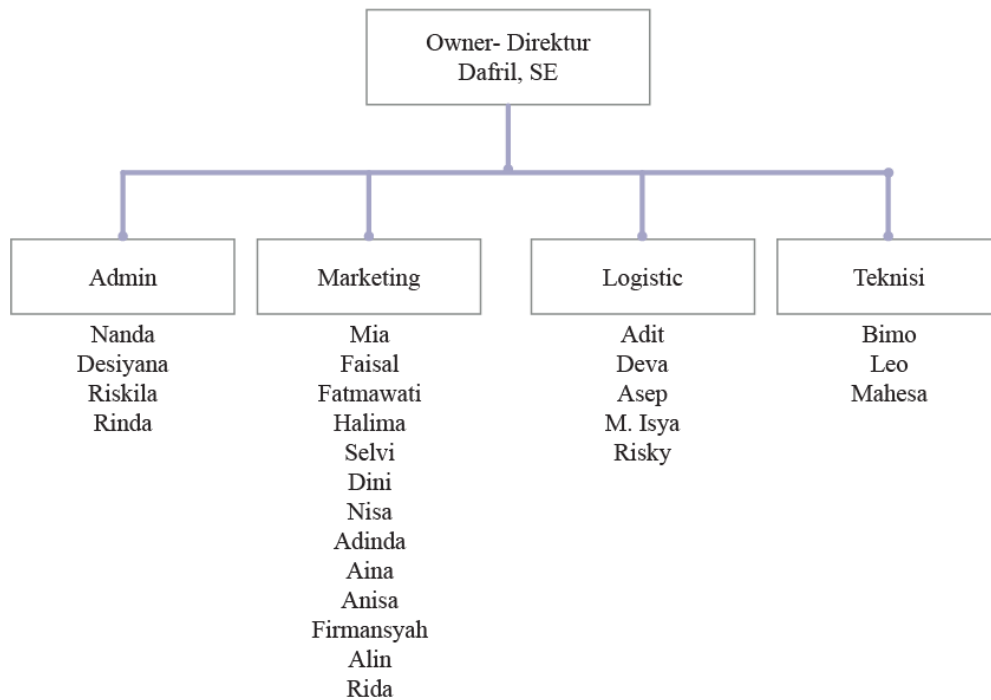 Owner- Direktur
Dafril, SE
Admin
Nanda
Desiyana
Riskila
Rinda
Marketing
Mia
Faisal
Fatmawati
Halima
Selvi
Dini
Nisa
Adinda
Aina
Anisa
Firmansyah
Alin
Rida
Logistic
Adit
Deva
Asep
M. Isya
Risky
Teknisi
Bimo
Leo
Mahesa